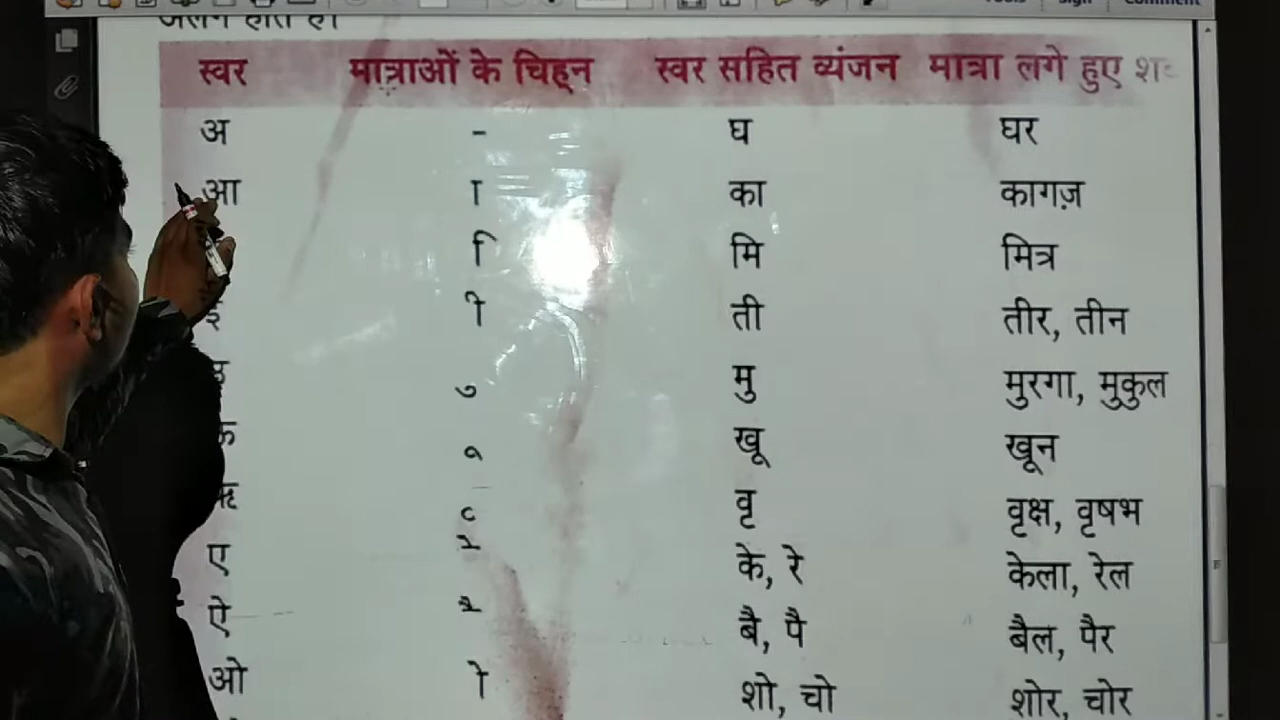 स्वर मात्राओं के चिह्न स्वर सहित व्यंजन मात्रा लगे हुए
अ - घ घर
आ ा का कागज़
ि मि मित्र
ई ी ती तीर, तीन
ु मु मुरगा, मुकुल
ू खू खून
ऋ ृ वृ वृक्ष, वृषभ
ए े के, रे केला, रेल
ऐ ै बै, पै बैल, पैर
ओ ो शो, चो शोर, चोर